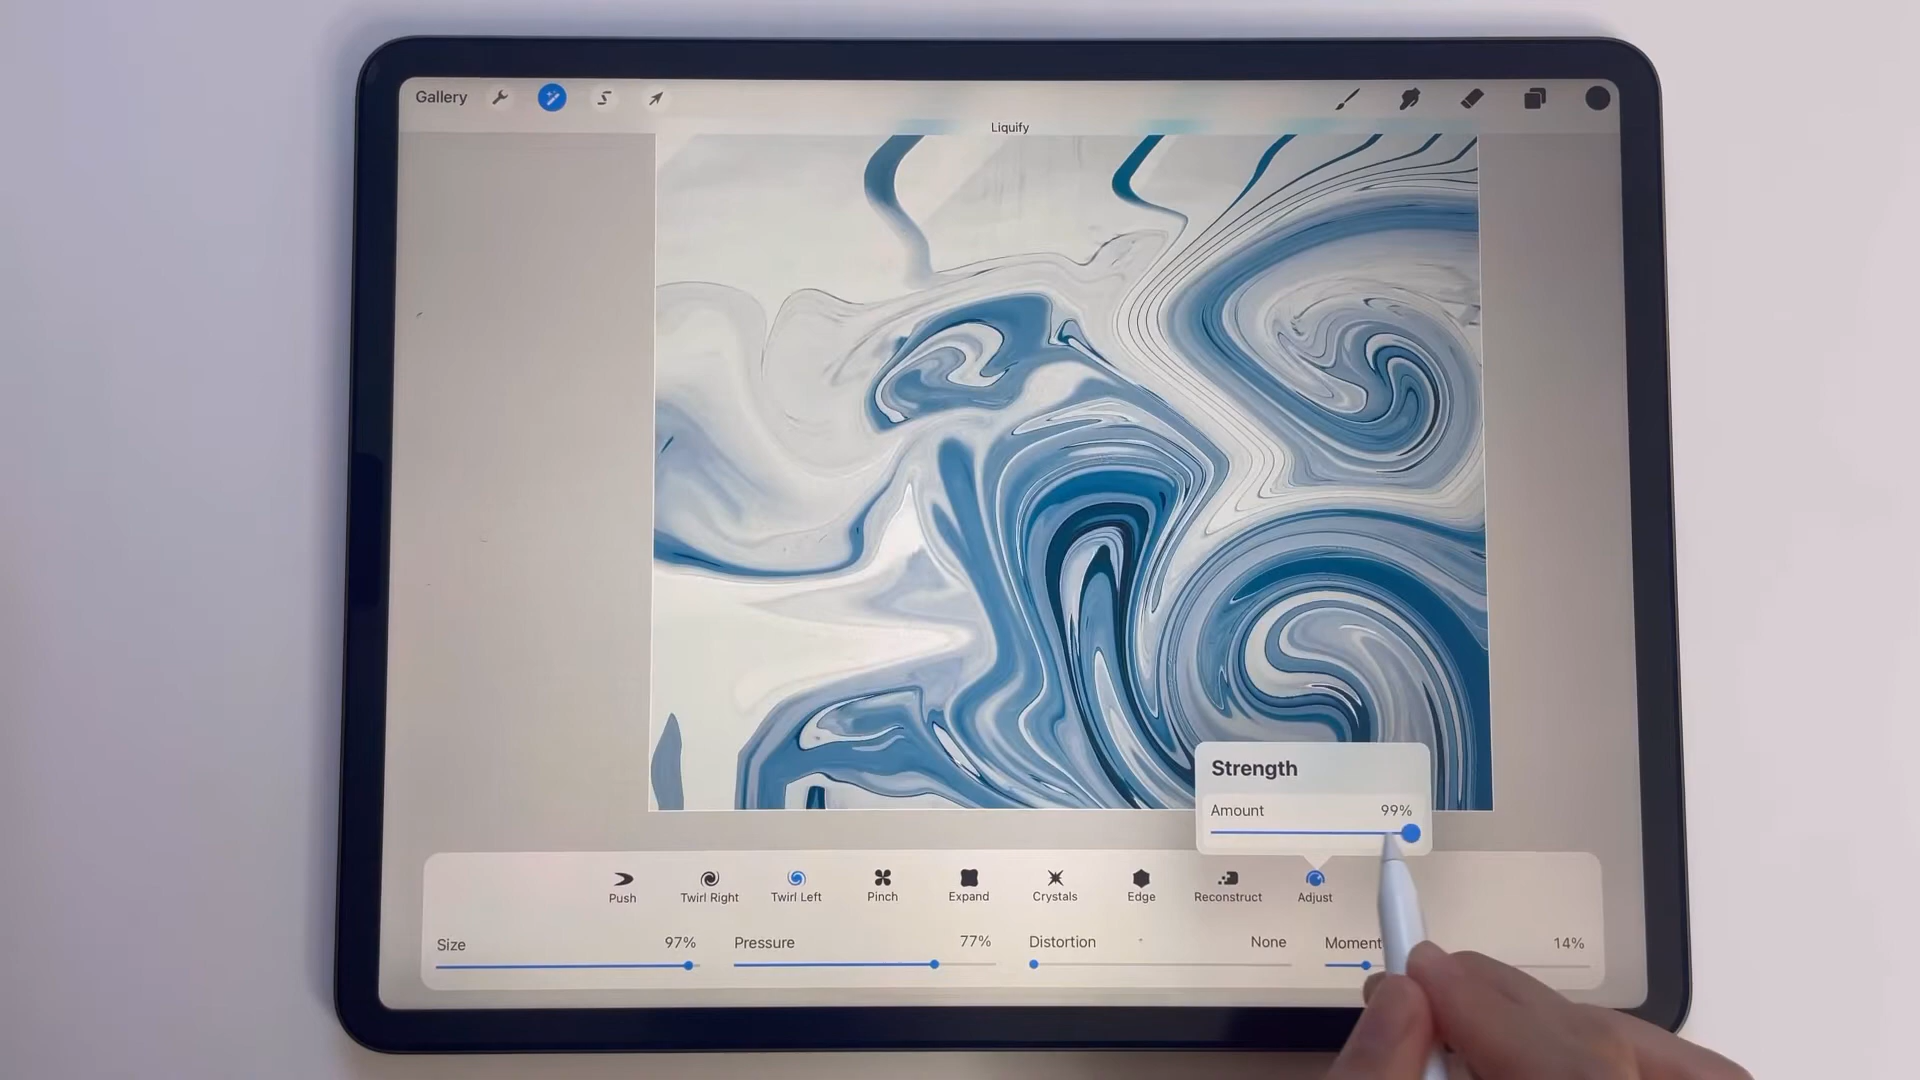 Gallery
Liquify
Strength
Amount 99%
Push Twirl Right Twirl Left Pinch Expand Crystals Edge Reconstruct Adjust
Size 97% Pressure 77% Distortion None 14%